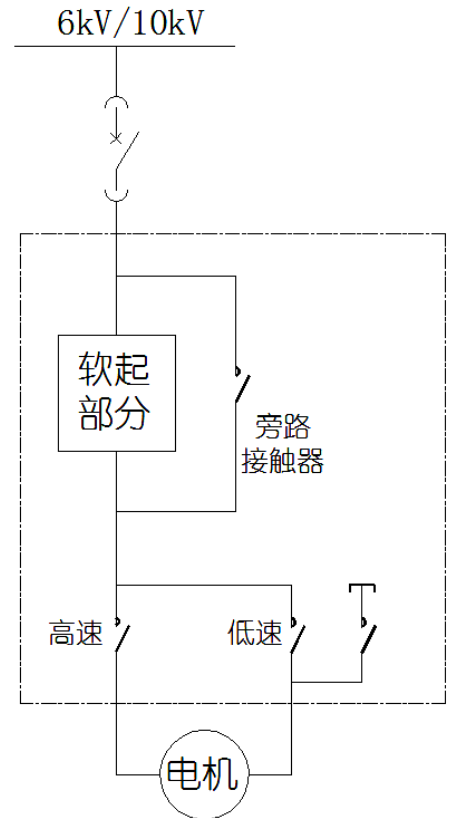 6kV/10kV
软起
部分
旁路
接触器
高速
低速
电机